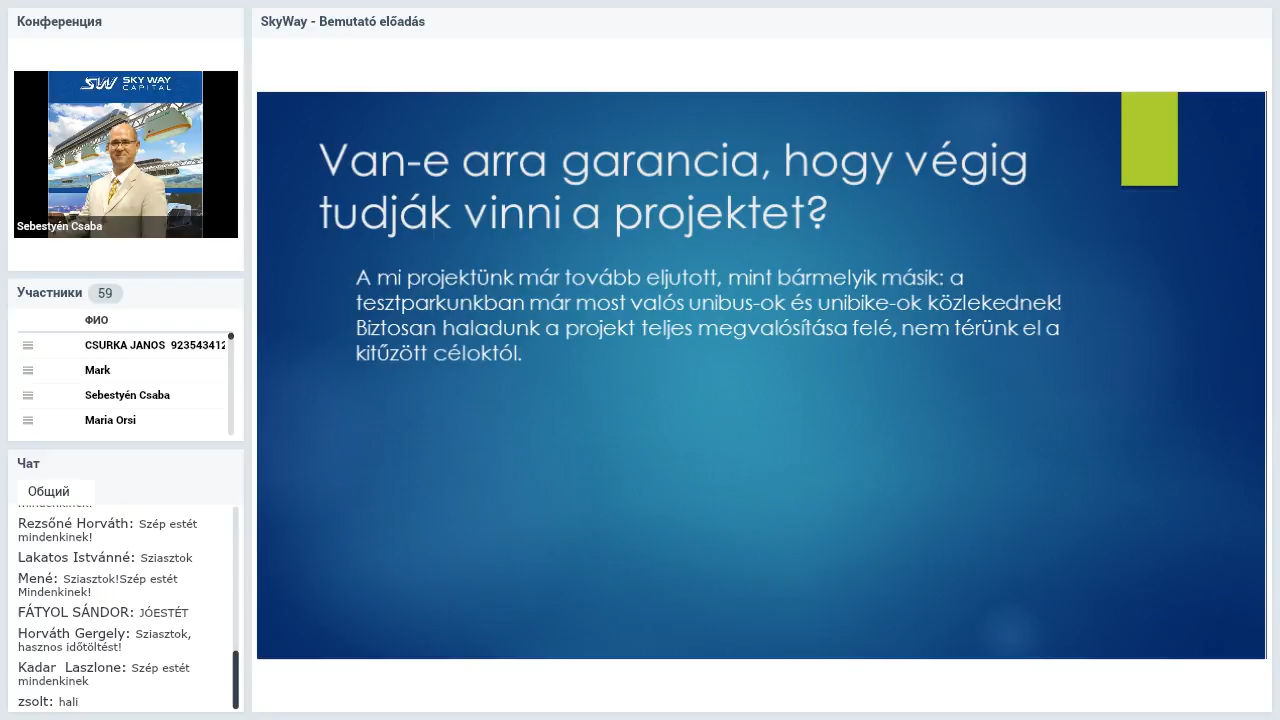 Конференция
SkyWay - Bemutató előadás
SW SKY WAY
CAPITAL
Sebestyén Csaba
Участники 59
ФИО
CSURKA JANOS 923543412
Mark
Sebestyén Csaba
Maria Orsi
Чат
Общий
mindenkinek!
Rezsőné Horváth: Szép estét
mindenkinek!
Lakatos Istvánné: Sziasztok
Mené: Sziasztok!Szép estét
Mindenkinek!
FÁTYOL SÁNDOR: JÓESTÉT
Horváth Gergely: Sziasztok,
hasznos időtöltést!
Kadar Laszlone: Szép estét
mindenkinek
zsolt: hali
Van-e arra garancia, hogy végig
tudják vinni a projektet?
A mi projektünk már tovább eljutott, mint bármelyik másik: a
tesztparkunkban már most valós unibus-ok és unibike-ok közlekednek!
Biztosan haladunk a projekt teljes megvalósítása felé, nem térünk el a
kitűzött céloktól.